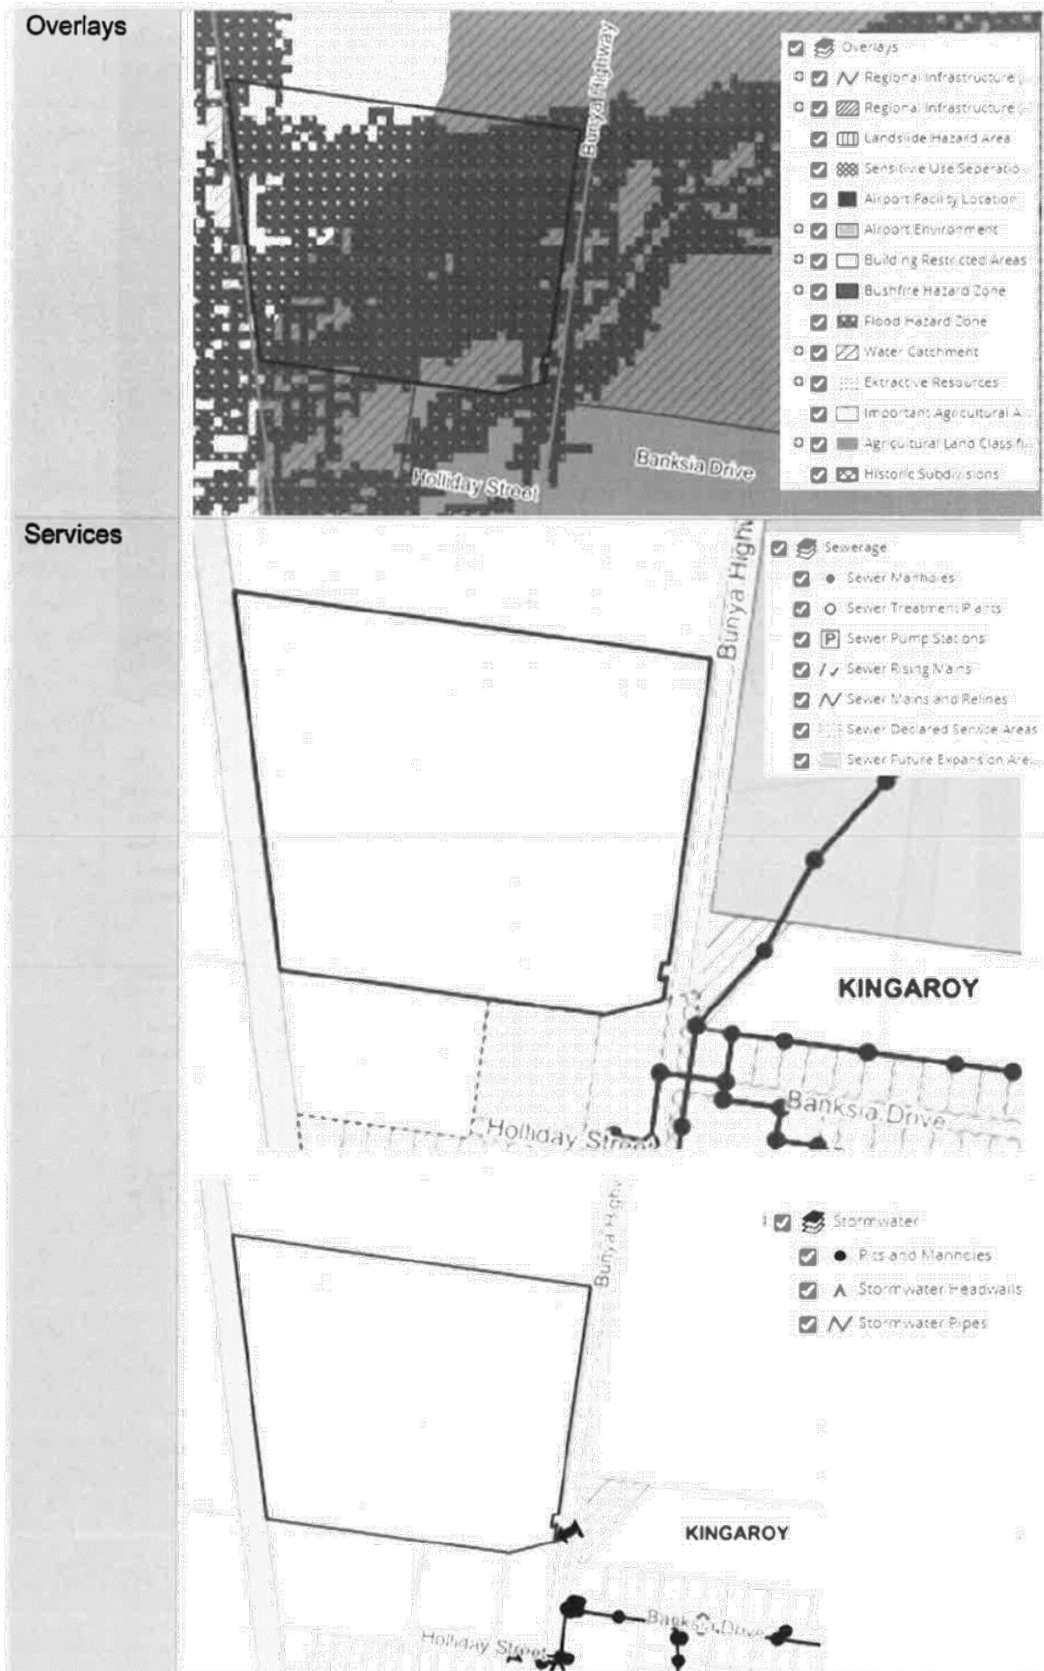 Overlays
Bunya Highway
Overlays
Regional Infrastructure (...
Regional Infrastructure (...
Landslide Hazard Area
Sensitive Use Seperatio...
Airport Facility Location
Airport Environment
Building Restricted Areas
Bushfire Hazard Zone
Flood Hazard Zone
Water Catchment
Extractive Resources
Important Agricultural A...
Agricultural Land Classifi...
Historic Subdivisions
Banksia Drive
Holliday Street
Services
Bunya Highw
Sewerage
Sewer Manholes
Sewer Treatment Plants
P Sewer Pump Stations
Sewer Rising Mains
Sewer Mains and Relines
Sewer Declared Service Areas
Sewer Future Expansion Are...
KINGAROY
Banksia Drive
Holliday Street
Bunya Highw
Stormwater
Pits and Manholes
Stormwater Headwalls
Stormwater Pipes
KINGAROY
Banksia Drive
Holliday Street